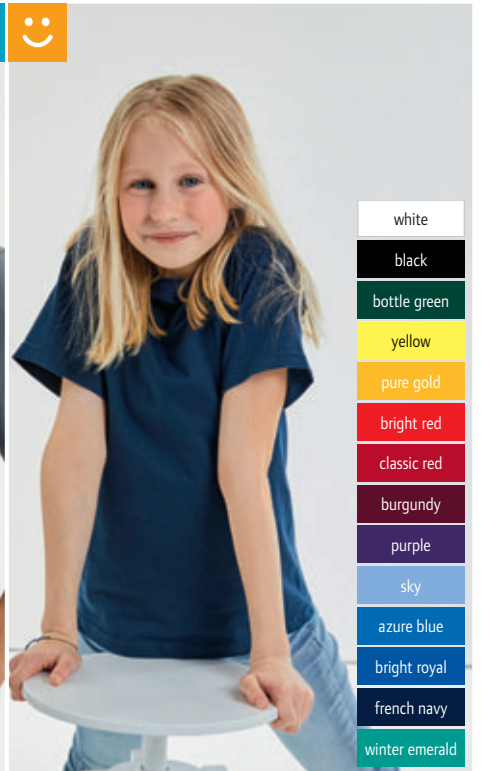 white
black
bottle green
yellow
pure gold
bright red
classic red
burgundy
purple
sky
azure blue
bright royal
french navy
winter emerald